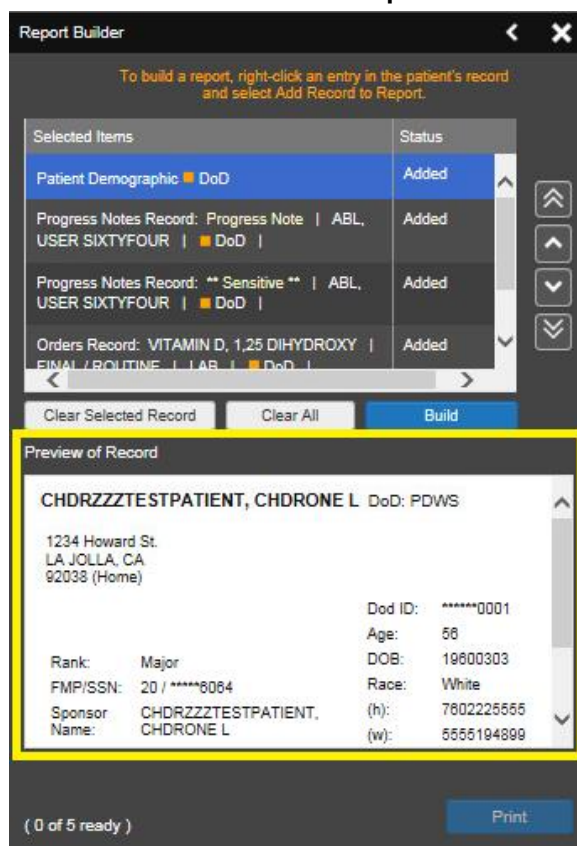 Report Builder
To build a report, right-click an entry in the patient's record
and select Add Record to Report.
Selected Items Status
Patient Demographic DoD Added
Progress Notes Record: Progress Note | ABL, Added
USER SIXTYFOUR | DoD |
Progress Notes Record: ** Sensitive ** | ABL, Added
USER SIXTYFOUR | DoD |
Orders Record: VITAMIN D, 1,25 DIHYDROXY | Added
FINAL / ROUTINE | LAB | DoD |
Clear Selected Record Clear All Build
Preview of Record
CHDRZZZTESTPATIENT, CHDRONE L DoD: PDWS
1234 Howard St.
LA JOLLA, CA
92038 (Home)
Dod ID: ******0001
Age: 56
Rank: Major DOB: 19600303
FMP/SSN: 20 / *****6064 Race: White
Sponsor CHDRZZZTESTPATIENT, (h): 7602225555
Name: CHDRONE L (w): 5555194899
( 0 of 5 ready ) Print